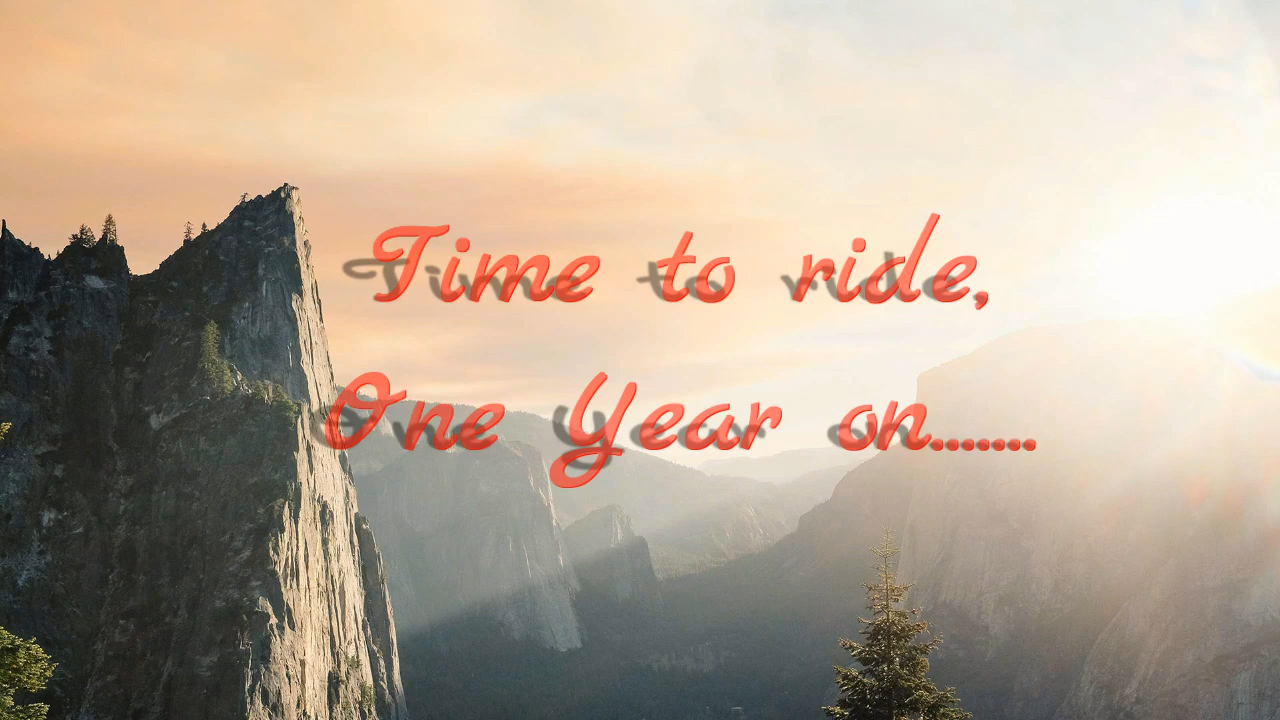 Time to ride,
One Year on.......